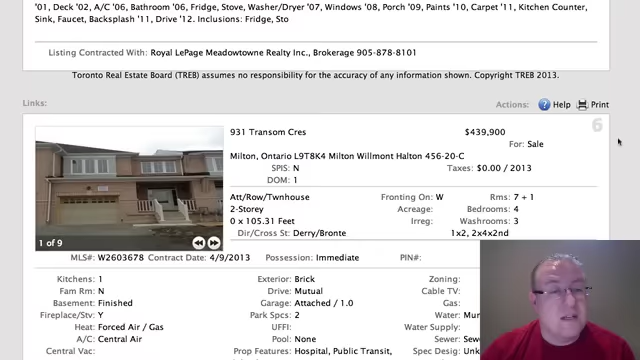 '01, Deck '02, A/C '06, Bathroom '06, Fridge, Stove, Washer/Dryer '07, Windows '08, Porch '09, Paints '10, Carpet '11, Kitchen Counter,
Sink, Faucet, Backsplash '11, Drive '12. Inclusions: Fridge, Sto
Listing Contracted With: Royal LePage Meadowtowne Realty Inc., Brokerage 905-878-8101
Toronto Real Estate Board (TREB) assumes no responsibility for the accuracy of any information shown. Copyright TREB 2013.
Links: Actions: Help Print
6
931 Transom Cres $439,900
For: Sale
Milton, Ontario L9T8K4 Milton Willmont Halton 456-20-C
SPIS: N Taxes: $0.00 / 2013
DOM: 1
Att/Row/Twnhouse Fronting On: W Rms: 7 + 1
2-Storey Acreage: Bedrooms: 4
0 x 105.31 Feet Irreg: Washrooms: 3
Dir/Cross St: Derry/Bronte 1x2, 2x4x2nd
1 of 9
MLS#: W2603678 Contract Date: 4/9/2013 Possession: Immediate PIN#:
Kitchens: 1 Exterior: Brick Zoning:
Fam Rm: N Drive: Mutual Cable TV:
Basement: Finished Garage: Attached / 1.0 Gas:
Fireplace/Stv: Y Park Spcs: 2 Hydro:
Heat: Forced Air / Gas UFFI: Water: Mun
A/C: Central Air Pool: None Water Supply:
Central Vac: Prop Features: Hospital, Public Transit, Sewer: Sew
Spec Desig: Unk